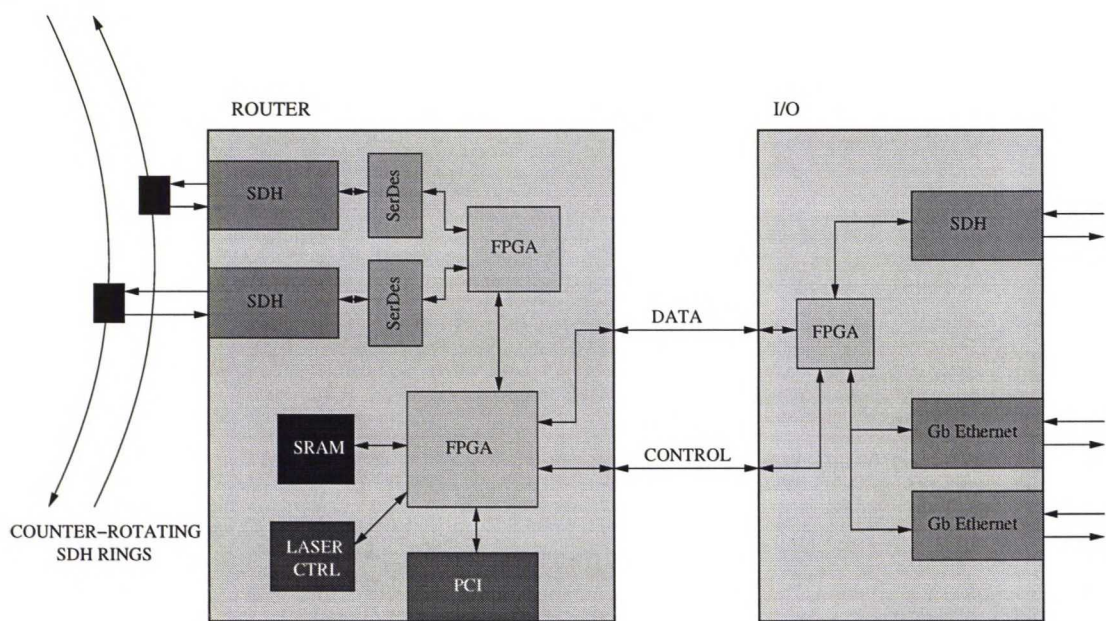 ROUTER
I/O
SDH
SerDes
FPGA
SDH
SDH
SerDes
DATA
FPGA
SRAM
FPGA
CONTROL
Gb Ethernet
COUNTER–ROTATING
SDH RINGS
LASER
CTRL
PCI
Gb Ethernet